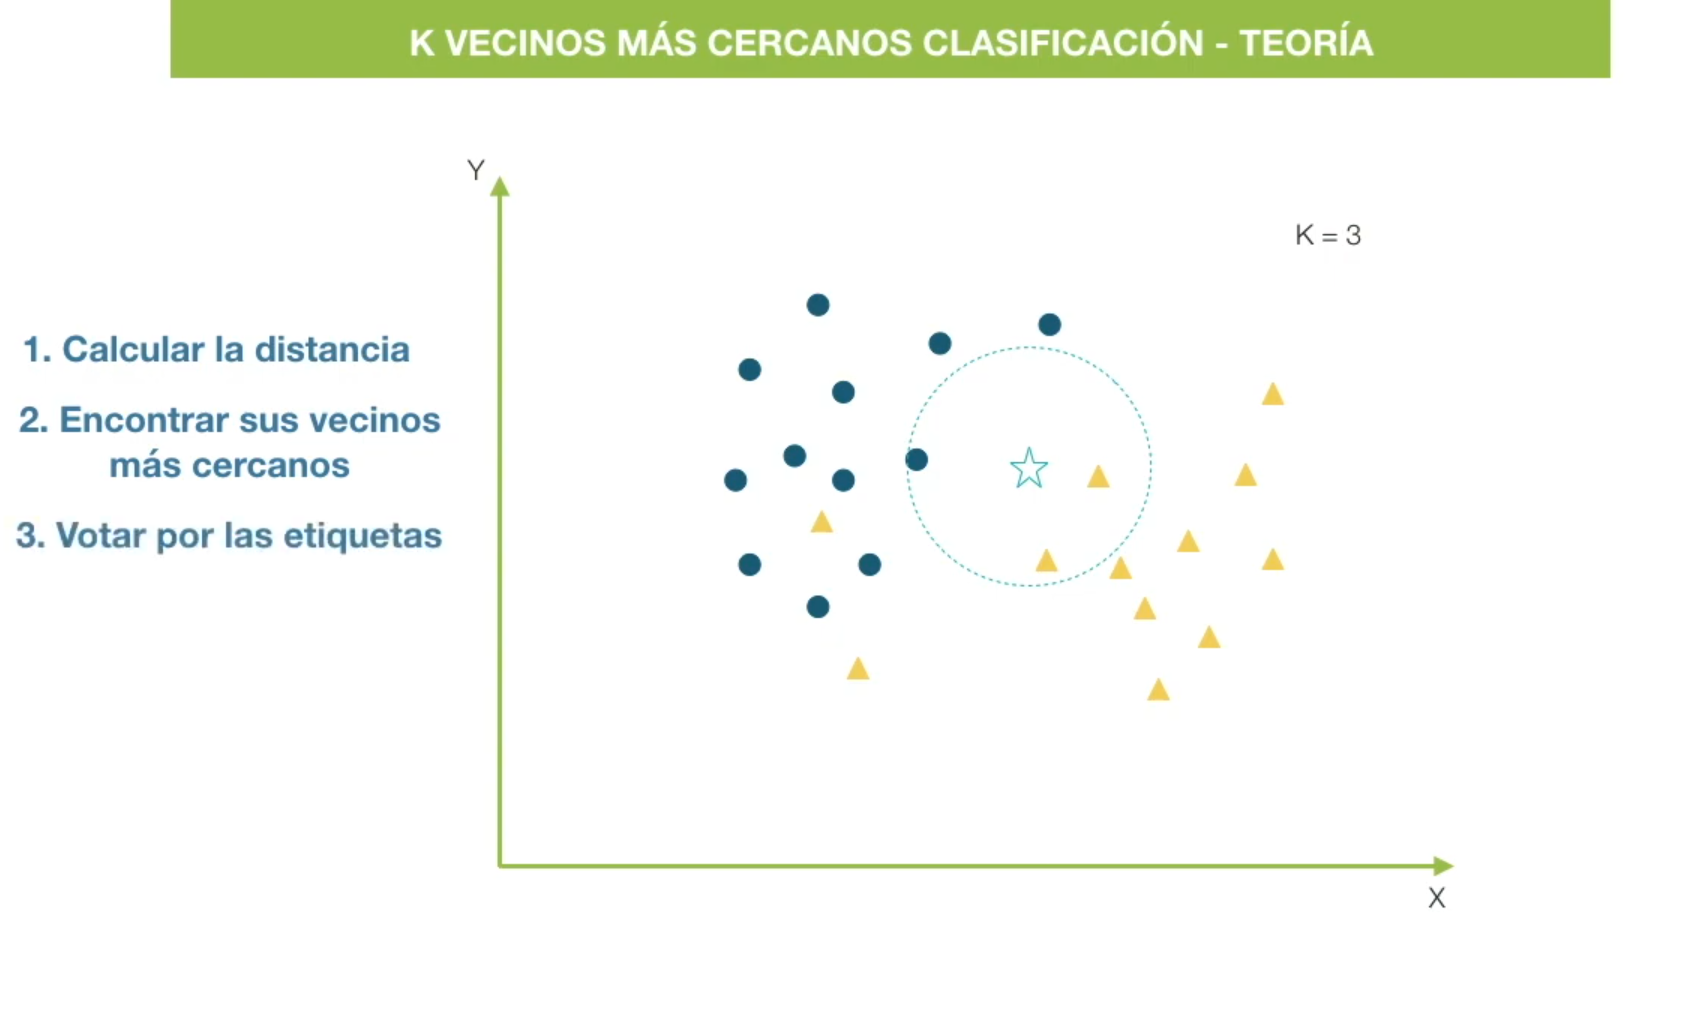 K VECINOS MÁS CERCANOS CLASIFICACIÓN - TEORÍA
Y
K = 3
1. Calcular la distancia
2. Encontrar sus vecinos
más cercanos
3. Votar por las etiquetas
X